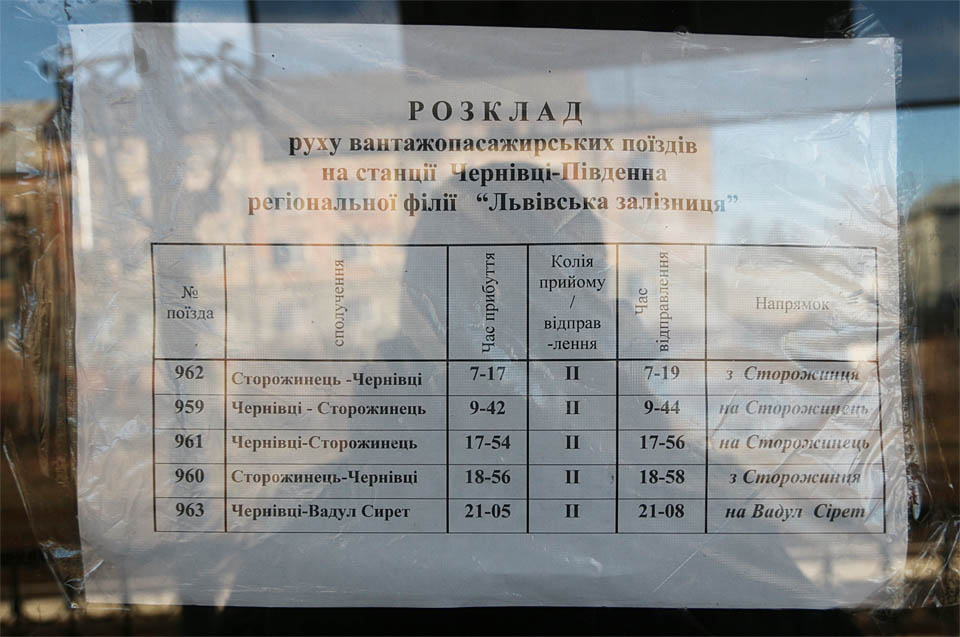 РОЗКЛАД
руху вантажопасажирських поїздів
на станції Чернівці-Південна
регіональної філії “Львівська залізниця”
№ поїзда
сполучення
Час прибуття
Колія прийому / відправ -лення
Час відправлення
Напрямок
962 Сторожинець -Чернівці 7-17 II 7-19 з Сторожинця
959 Чернівці - Сторожинець 9-42 II 9-44 на Сторожинець
961 Чернівці-Сторожинець 17-54 II 17-56 на Сторожинець
960 Сторожинець-Чернівці 18-56 II 18-58 з Сторожинця
963 Чернівці-Вадул Сирет 21-05 II 21-08 на Вадул Сірет